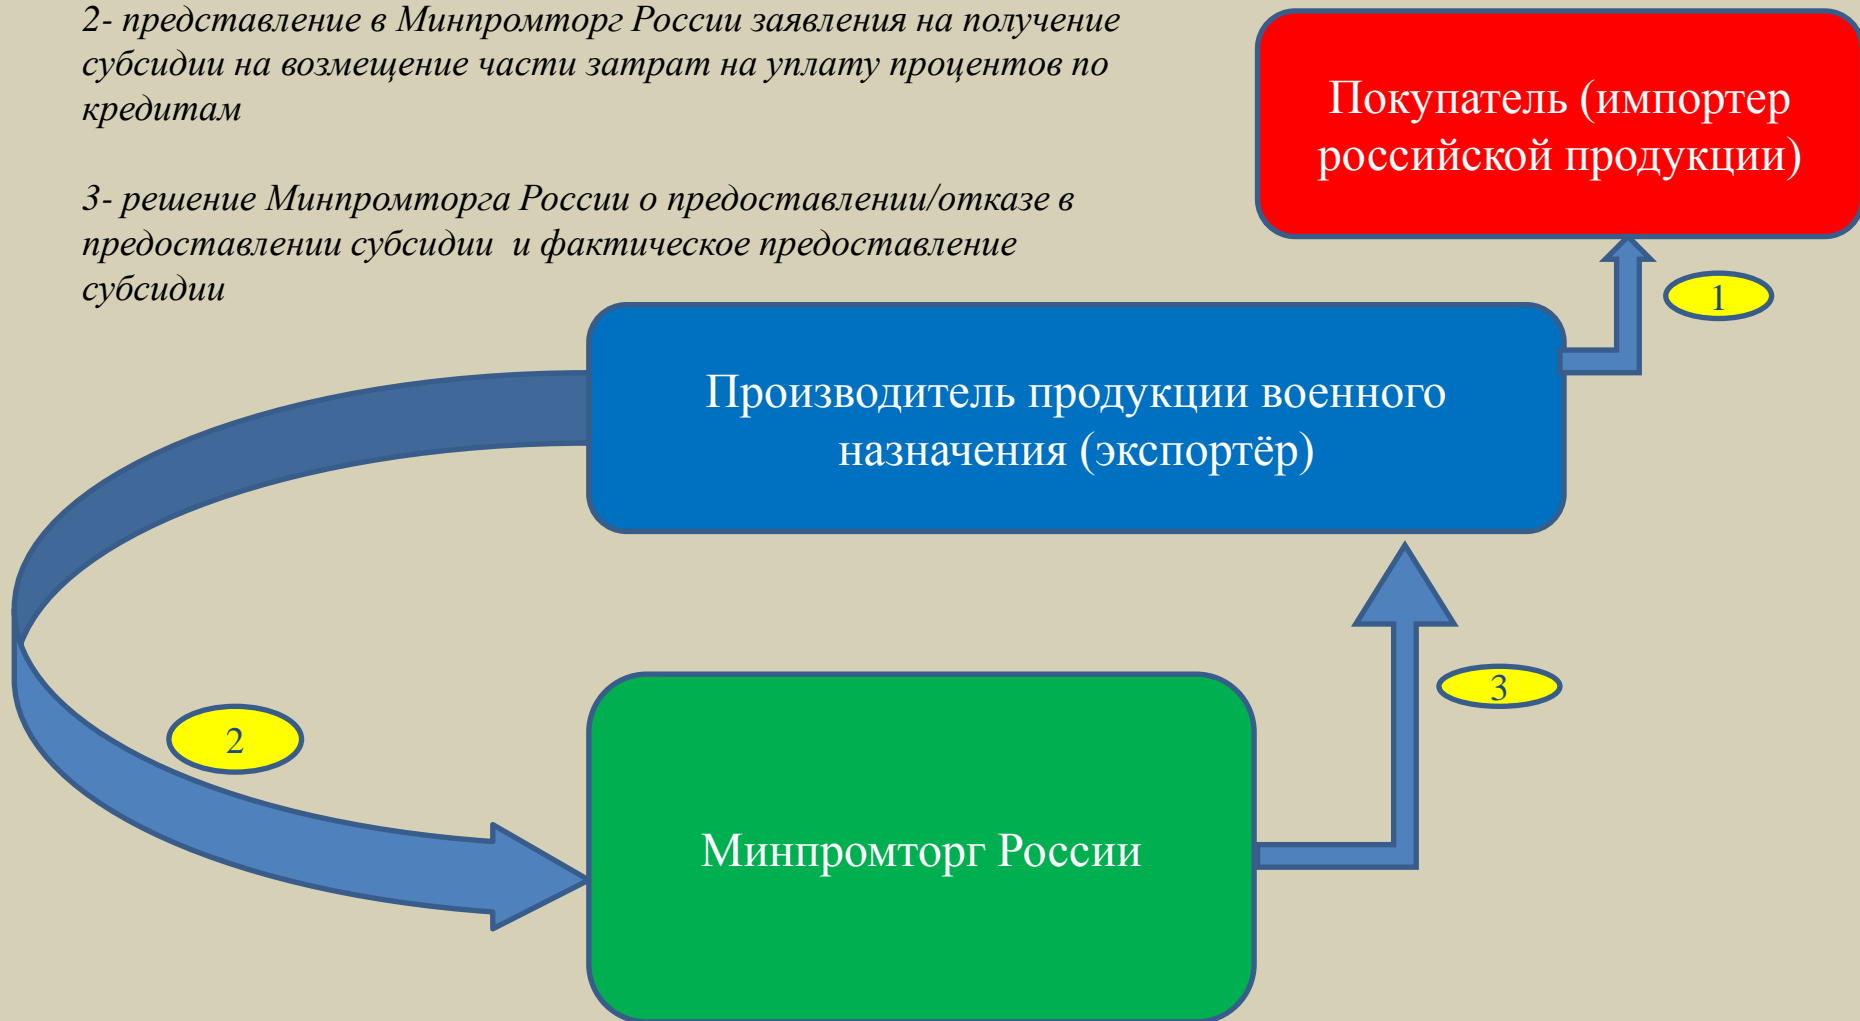 2- представление в Минпромторг России заявления на получение
субсидии на возмещение части затрат на уплату процентов по
кредитам
3- решение Минпромторга России о предоставлении/отказе в
предоставлении субсидии и фактическое предоставление
субсидии
Покупатель (импортер
российской продукции)
1
Производитель продукции военного
назначения (экспортёр)
3
2
Минпромторг России